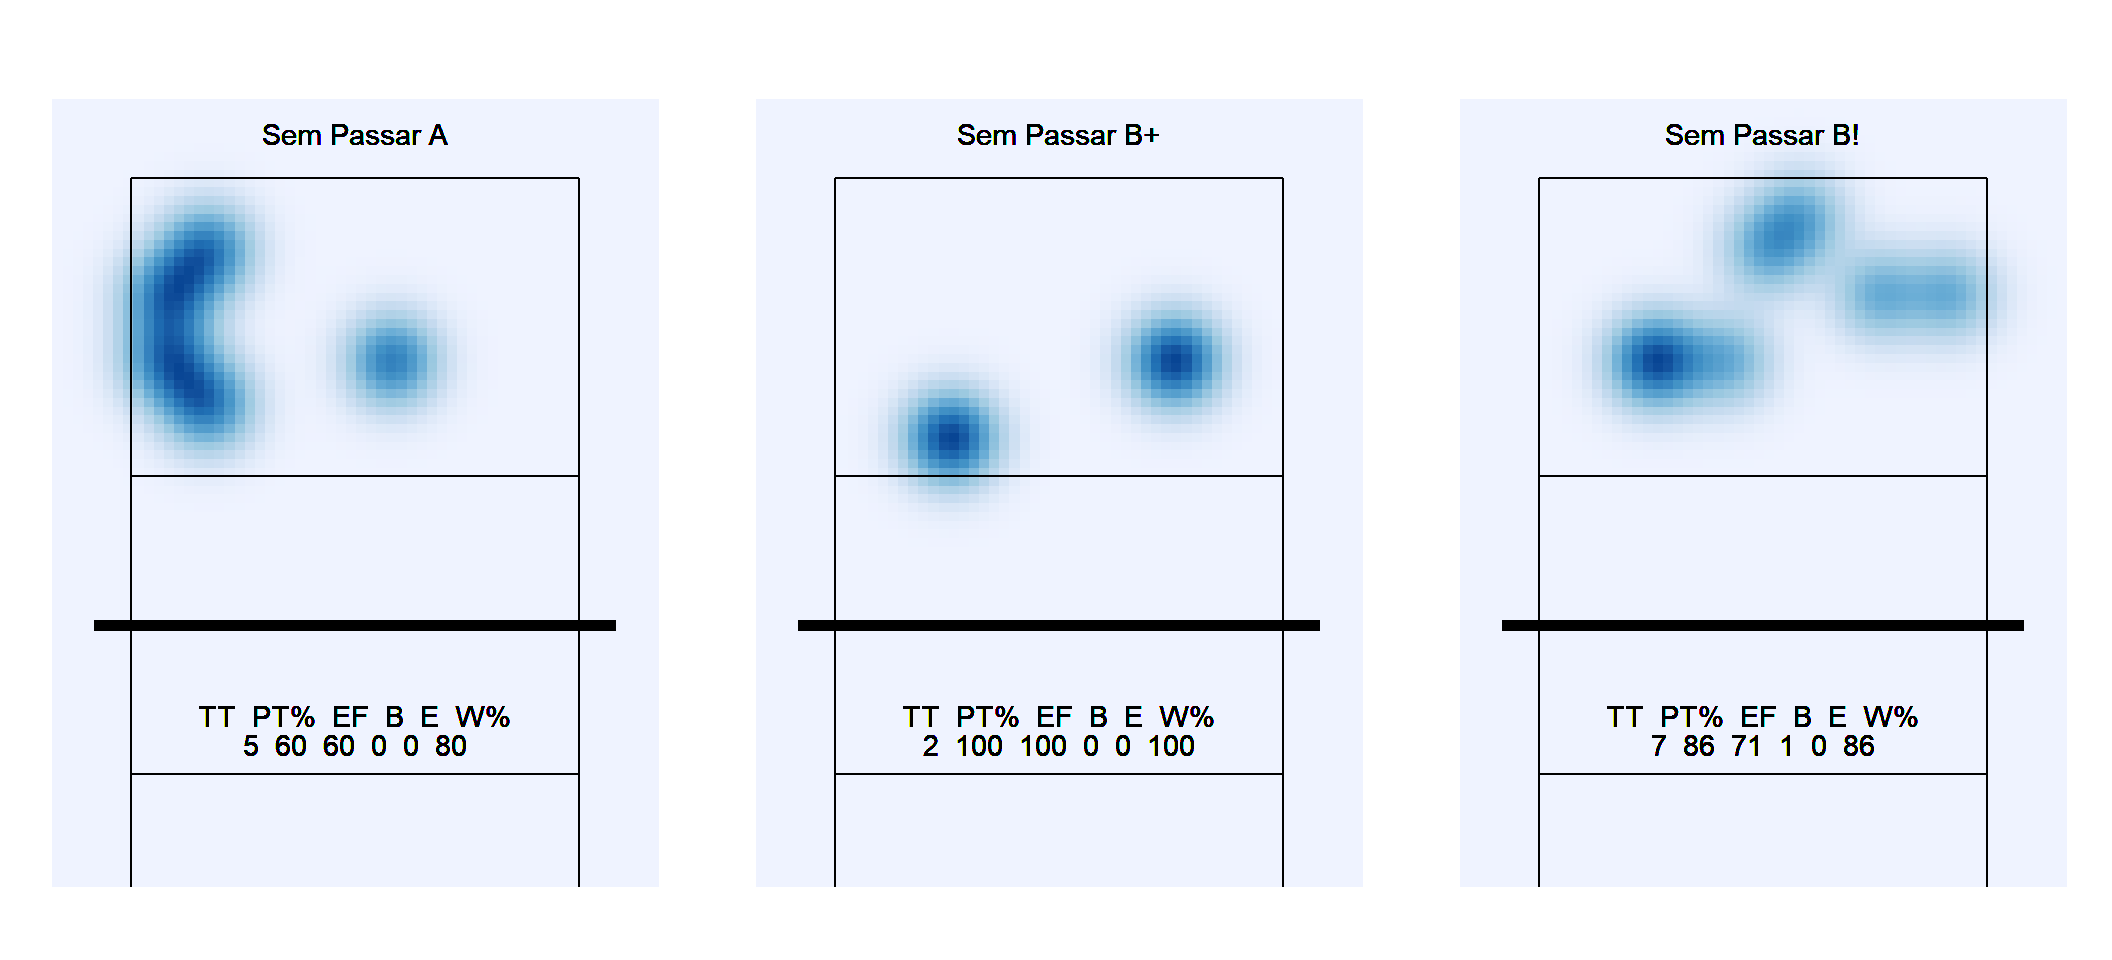 Sem Passar A
TT PT% EF B E W%
5 60 60 0 0 80
Sem Passar B+
TT PT% EF B E W%
2 100 100 0 0 100
Sem Passar B!
TT PT% EF B E W%
7 86 71 1 0 86